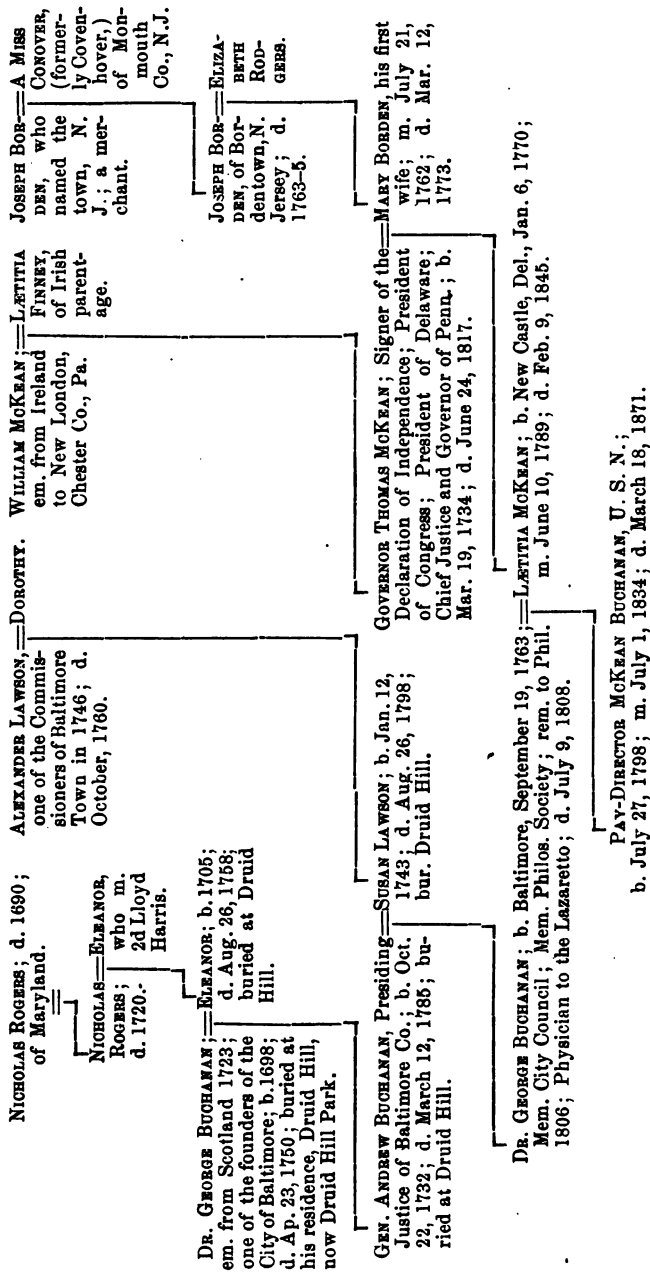 NICHOLAS ROGERS; d. 1690;
of Maryland.
NICHOLAS═ELEANOR,
ROGERS; who m.
d. 1720.- 2d Lloyd
Harris.
DR. GEORGE BUCHANAN;═ELEANOR; b. 1705;
em. from Scotland 1723; d. Aug. 26, 1758;
one of the founders of the buried at Druid
City of Baltimore; b. 1698; Hill.
d. Ap. 23, 1750; buried at
his residence, Druid Hill,
now Druid Hill Park.
ALEXANDER LAWSON,═DOROTHY.
one of the Commis-
sioners of Baltimore
Town in 1746; d.
October, 1760.
GEN. ANDREW BUCHANAN, Presiding═SUSAN LAWSON; b. Jan. 12,
Justice of Baltimore Co.; b. Oct. 1743; d. Aug. 26, 1798;
22, 1732; d. March 12, 1785; bu- bur. Druid Hill.
ried at Druid Hill.
WILLIAM MCKEAN;═LÆTITIA
em. from Ireland FINNEY,
to New London, of Irish
Chester Co., Pa. parent-
age.
JOSEPH BOR-═A MISS
DEN, who CONOVER,
named the (former-
town, N. ly Coven-
J.; a mer- hover,)
chant. of Mon-
mouth
Co., N.J.
JOSEPH BOR-═ELIZA-
DEN, of Bor- BETH
dentown, N. ROD-
Jersey; d. GERS.
1763-5.
GOVERNOR THOMAS MCKEAN; Signer of the═MARY BORDEN, his first
Declaration of Independence; President wife; m. July 21,
of Congress; President of Delaware; 1762; d. Mar. 12,
Chief Justice and Governor of Penn.; b. 1773.
Mar. 19, 1734; d. June 24, 1817.
DR. GEORGE BUCHANAN; b. Baltimore, September 19, 1763;═LÆTITIA MCKEAN; b. New Castle, Del., Jan. 6, 1770;
Mem. City Council; Mem. Philos. Society; rem. to Phil. m. June 10, 1789; d. Feb. 9, 1845.
1806; Physician to the Lazaretto; d. July 9, 1808.
PAY-DIRECTOR MCKEAN BUCHANAN, U. S. N.;
b. July 27, 1798; m. July 1, 1834; d. March 18, 1871.